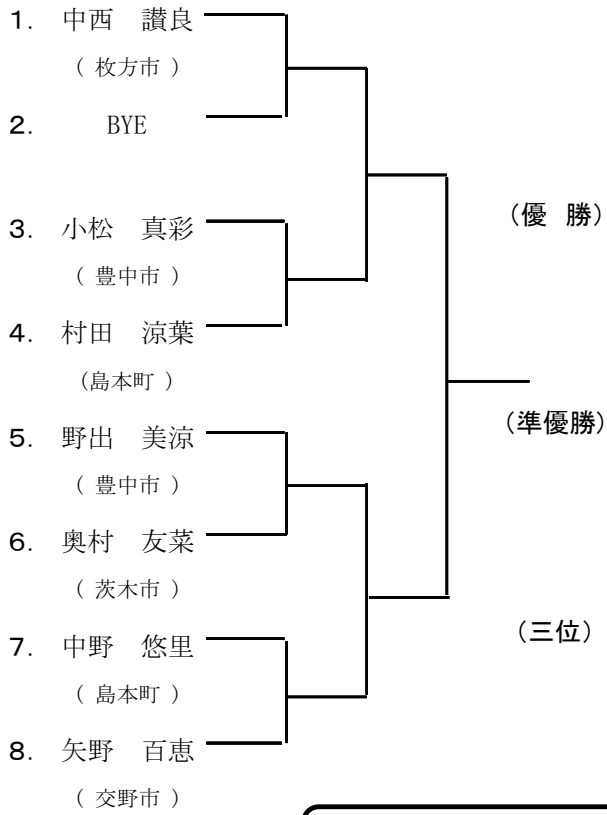 1. 中西 讃良
( 枚方市 )
2. BYE
3. 小松 真彩
( 豊中市 )
4. 村田 涼葉
(島本町 )
5. 野出 美涼
( 豊中市 )
6. 奥村 友菜
( 茨木市 )
7. 中野 悠里
( 島本町 )
8. 矢野 百恵
( 交野市 )
(優 勝)
(準優勝)
(三位)